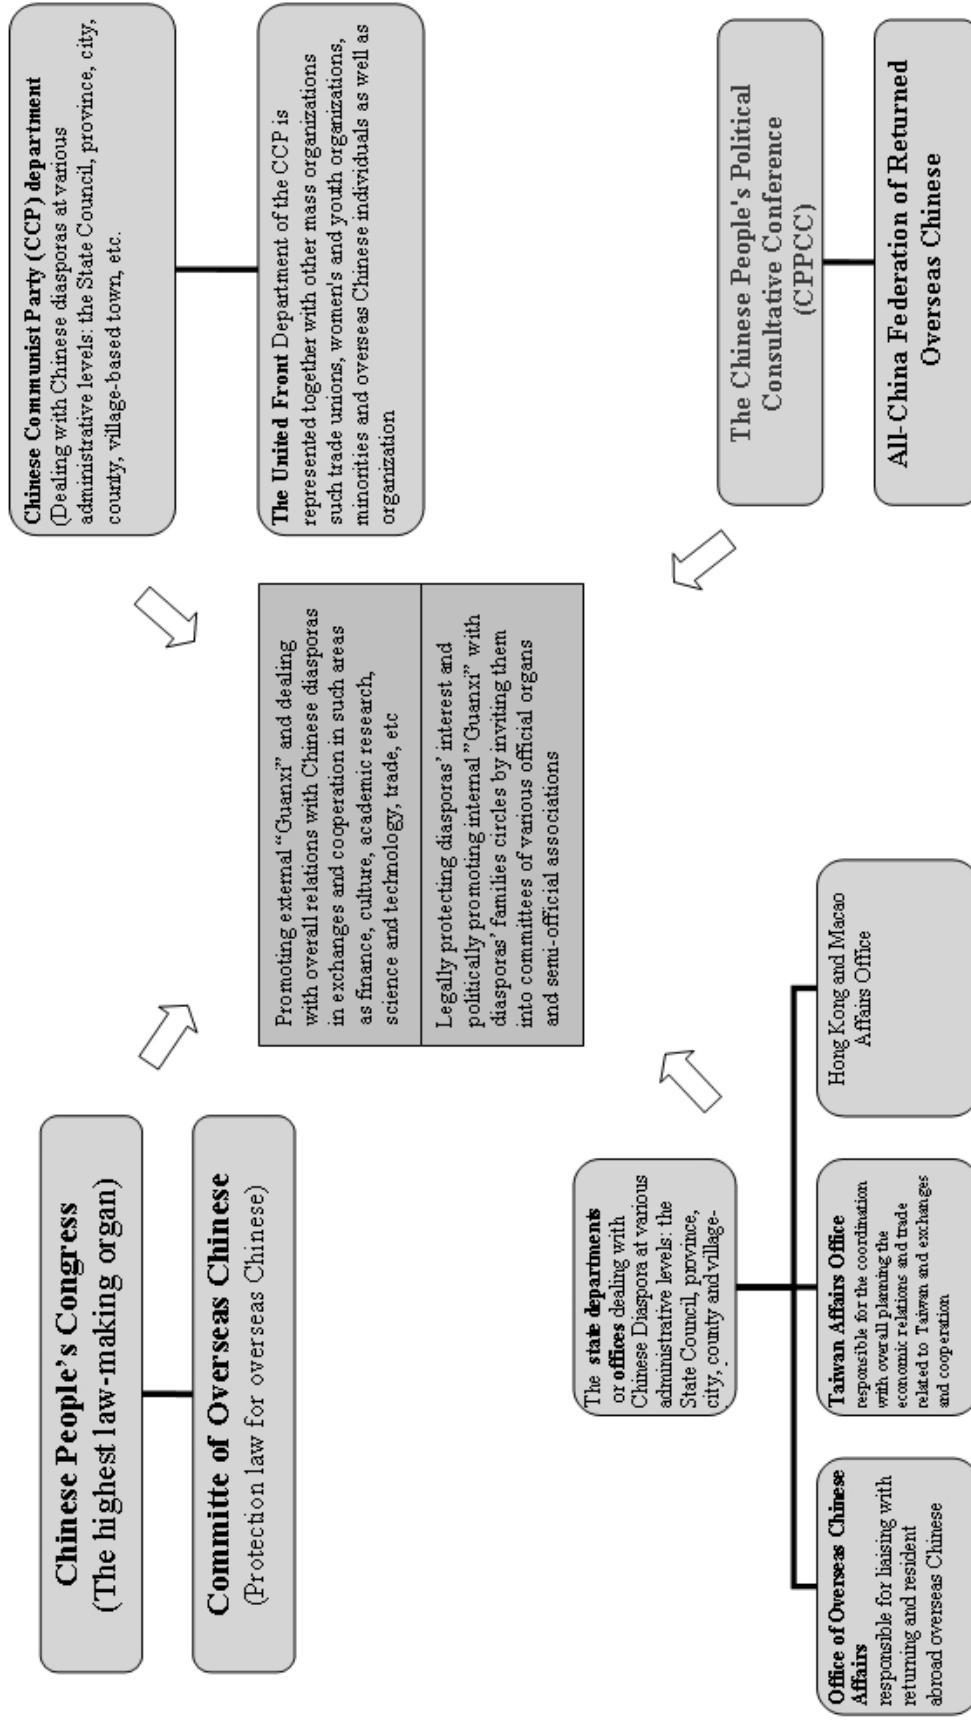 Chinese People's Congress
(The highest law-making organ)
Committe of Overseas Chinese
(Protection law for overseas Chinese)
Chinese Communist Party (CCP) department
(Dealing with Chinese diasporas at various
administrative levels: the State Council, province, city,
county, village-based town, etc.
The United Front Department of the CCP is
represented together with other mass organizations
such trade unions, women's and youth organizations,
minorities and overseas Chinese individuals as well as
organization
Promoting external “Guanxi” and dealing
with overall relations with Chinese diasporas
in exchanges and cooperation in such areas
as finance, culture, academic research,
science and technology, trade, etc
Legally protecting diasporas’ interest and
politically promoting internal “Guanxi” with
diasporas’ families circles by inviting them
into committees of various official organs
and semi-official associations
The state departments
or offices dealing with
Chinese Diaspora at various
administrative levels: the
State Council, province,
city, county and village-
Office of Overseas Chinese
Affairs
responsible for liaising with
returning and resident
abroad overseas Chinese
Taiwan Affairs Office
responsible for the coordination
with overall planning the
economic relations and trade
related to Taiwan and exchanges
and cooperation
Hong Kong and Macao
Affairs Office
The Chinese People's Political
Consultative Conference
(CPPCC)
All-China Federation of Returned
Overseas Chinese